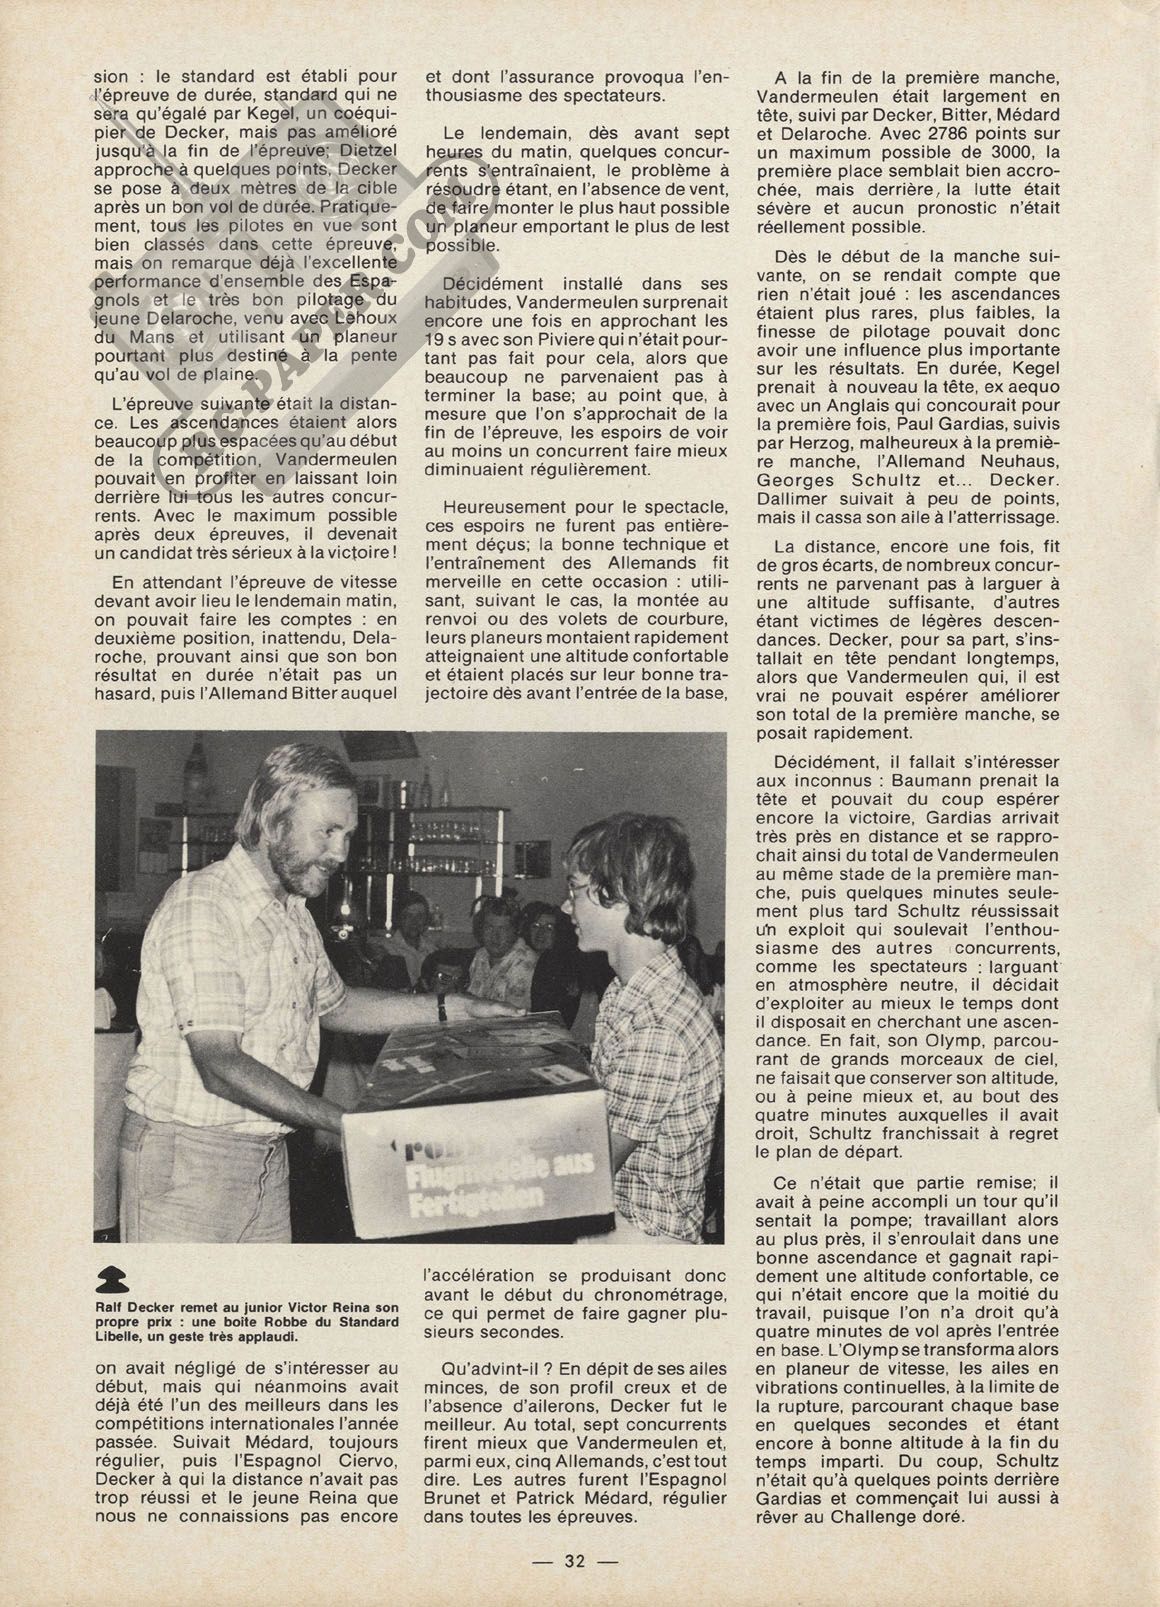 sion : le standard est établi pour
l'épreuve de durée, standard qui ne
sera qu'égalé par Kegel, un coéqui-
pier de Decker, mais pas amélioré
jusqu'à la fin de l'épreuve; Dietzel
approche à quelques points, Decker
se pose à deux mètres de la cible
après un bon vol de durée. Pratique-
ment, tous les pilotes en vue sont
bien classés dans cette épreuve,
mais on remarque déjà l'excellente
performance d'ensemble des Espa-
gnols et le très bon pilotage du
jeune Delaroche, venu avec Lehoux
du Mans et utilisant un planeur
pourtant plus destiné à la pente
qu'au vol de plaine.
L'épreuve suivante était la distan-
ce. Les ascendances étaient alors
beaucoup plus espacées qu'au début
de la compétition, Vandermeulen
pouvait en profiter en laissant loin
derrière lui tous les autres concur-
rents. Avec le maximum possible
après deux épreuves, il devenait
un candidat très sérieux à la victoire !
En attendant l'épreuve de vitesse
devant avoir lieu le lendemain matin,
on pouvait faire les comptes : en
deuxième position, inattendu, Dela-
roche, prouvant ainsi que son bon
résultat en durée n'était pas un
hasard, puis l'Allemand Bitter auquel
Ralf Decker remet au junior Victor Reina son
propre prix : une boite Robbe du Standard
Libelle, un geste très applaudi.
on avait négligé de s'intéresser au
début, mais qui néanmoins avait
déjà été l'un des meilleurs dans les
compétitions internationales l'année
passée. Suivait Médard, toujours
régulier, puis l'Espagnol Ciervo,
Decker à qui la distance n'avait pas
trop réussi et le jeune Reina que
nous ne connaissions pas encore
et dont l'assurance provoqua l'en-
thousiasme des spectateurs.
Le lendemain, dès avant sept
heures du matin, quelques concur-
rents s'entraînaient, le problème à
résoudre étant, en l'absence de vent,
de faire monter le plus haut possible
un planeur emportant le plus de lest
possible.
Décidément installé dans ses
habitudes, Vandermeulen surprenait
encore une fois en approchant les
19 s avec son Piviere qui n'était pour-
tant pas fait pour cela, alors que
beaucoup ne parvenaient pas à
terminer la base; au point que, à
mesure que l'on s'approchait de la
fin de l'épreuve, les espoirs de voir
au moins un concurrent faire mieux
diminuaient régulièrement.
Heureusement pour le spectacle,
ces espoirs ne furent pas entière-
ment déçus; la bonne technique et
l'entraînement des Allemands fit
merveille en cette occasion : utili-
sant, suivant le cas, la montée au
renvoi ou des volets de courbure,
leurs planeurs montaient rapidement
atteignaient une altitude confortable
et étaient placés sur leur bonne tra-
jectoire dès avant l'entrée de la base,
l'accélération se produisant donc
avant le début du chronométrage,
ce qui permet de faire gagner plu-
sieurs secondes.
Qu'advint-il ? En dépit de ses ailes
minces, de son profil creux et de
l'absence d'ailerons, Decker fut le
meilleur. Au total, sept concurrents
firent mieux que Vandermeulen et,
parmi eux, cinq Allemands, c'est tout
dire. Les autres furent l'Espagnol
Brunet et Patrick Médard, régulier
dans toutes les épreuves.
A la fin de la première manche,
Vandermeulen était largement en
tête, suivi par Decker, Bitter, Médard
et Delaroche. Avec 2786 points sur
un maximum possible de 3000, la
première place semblait bien accro-
chée, mais derrière, la lutte était
sévère et aucun pronostic n'était
réellement possible.
Dès le début de la manche sui-
vante, on se rendait compte que
rien n'était joué : les ascendances
étaient plus rares, plus faibles, la
finesse de pilotage pouvait donc
avoir une influence plus importante
sur les résultats. En durée, Kegel
prenait à nouveau la tête, ex aequo
avec un Anglais qui concourait pour
la première fois, Paul Gardias, suivis
par Herzog, malheureux à la premiè-
re manche, l'Allemand Neuhaus,
Georges Schultz et... Decker.
Dallimer suivait à peu de points,
mais il cassa son aile à l'atterrissage.
La distance, encore une fois, fit
de gros écarts, de nombreux concur-
rents ne parvenant pas à larguer à
une altitude suffisante, d'autres
étant victimes de légères descen-
dances. Decker, pour sa part, s'ins-
tallait en tête pendant longtemps,
alors que Vandermeulen qui, il est
vrai ne pouvait espérer améliorer
son total de la première manche, se
posait rapidement.
Décidément, il fallait s'intéresser
aux inconnus : Baumann prenait la
tête et pouvait du coup espérer
encore la victoire, Gardias arrivait
très près en distance et se rappro-
chait ainsi du total de Vandermeulen
au même stade de la première man-
che, puis quelques minutes seule-
ment plus tard Schultz réussissait
un exploit qui soulevait l'enthou-
siasme des autres concurrents,
comme les spectateurs : larguant
en atmosphère neutre, il décidait
d'exploiter au mieux le temps dont
il disposait en cherchant une ascen-
dance. En fait, son Olymp, parcou-
rant de grands morceaux de ciel,
ne faisait que conserver son altitude,
ou à peine mieux et, au bout des
quatre minutes auxquelles il avait
droit, Schultz franchissait à regret
le plan de départ.
Ce n'était que partie remise; il
avait à peine accompli un tour qu'il
sentait la pompe; travaillant alors
au plus près, il s'enroulait dans une
bonne ascendance et gagnait rapi-
dement une altitude confortable, ce
qui n'était encore que la moitié du
travail, puisque l'on n'a droit qu'à
quatre minutes de vol après l'entrée
en base. L'Olymp se transforma alors
en planeur de vitesse, les ailes en
vibrations continuelles, à la limite de
la rupture, parcourant chaque base
en quelques secondes et étant
encore à bonne altitude à la fin du
temps imparti. Du coup, Schultz
n'était qu'à quelques points derrière
Gardias et commençait lui aussi à
rêver au Challenge doré.
Flugmodelle aus
RC-PAPER.COM
— 32 —